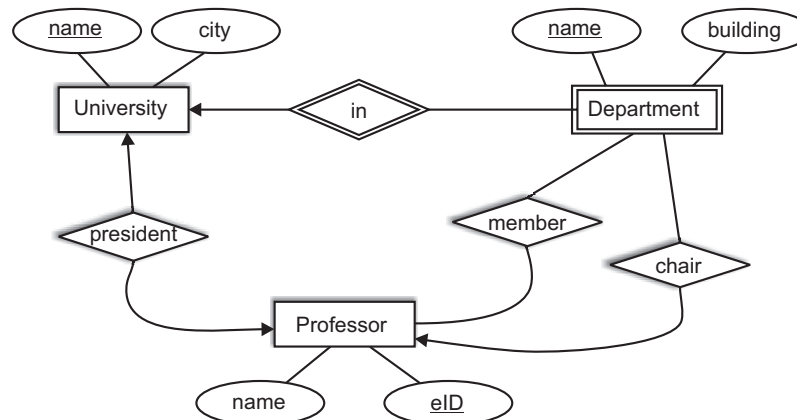 name
city
name
building
University
in
Department
president
member
chair
Professor
name
eID